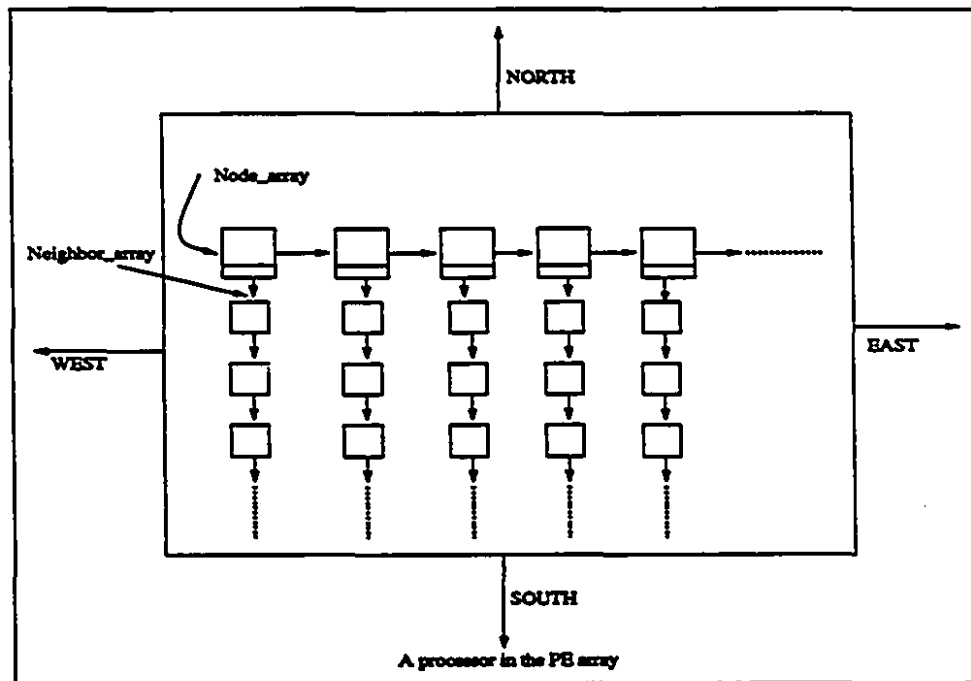 NORTH
Node_array
Neighbor_array
WEST
EAST
SOUTH
A processor in the PE array